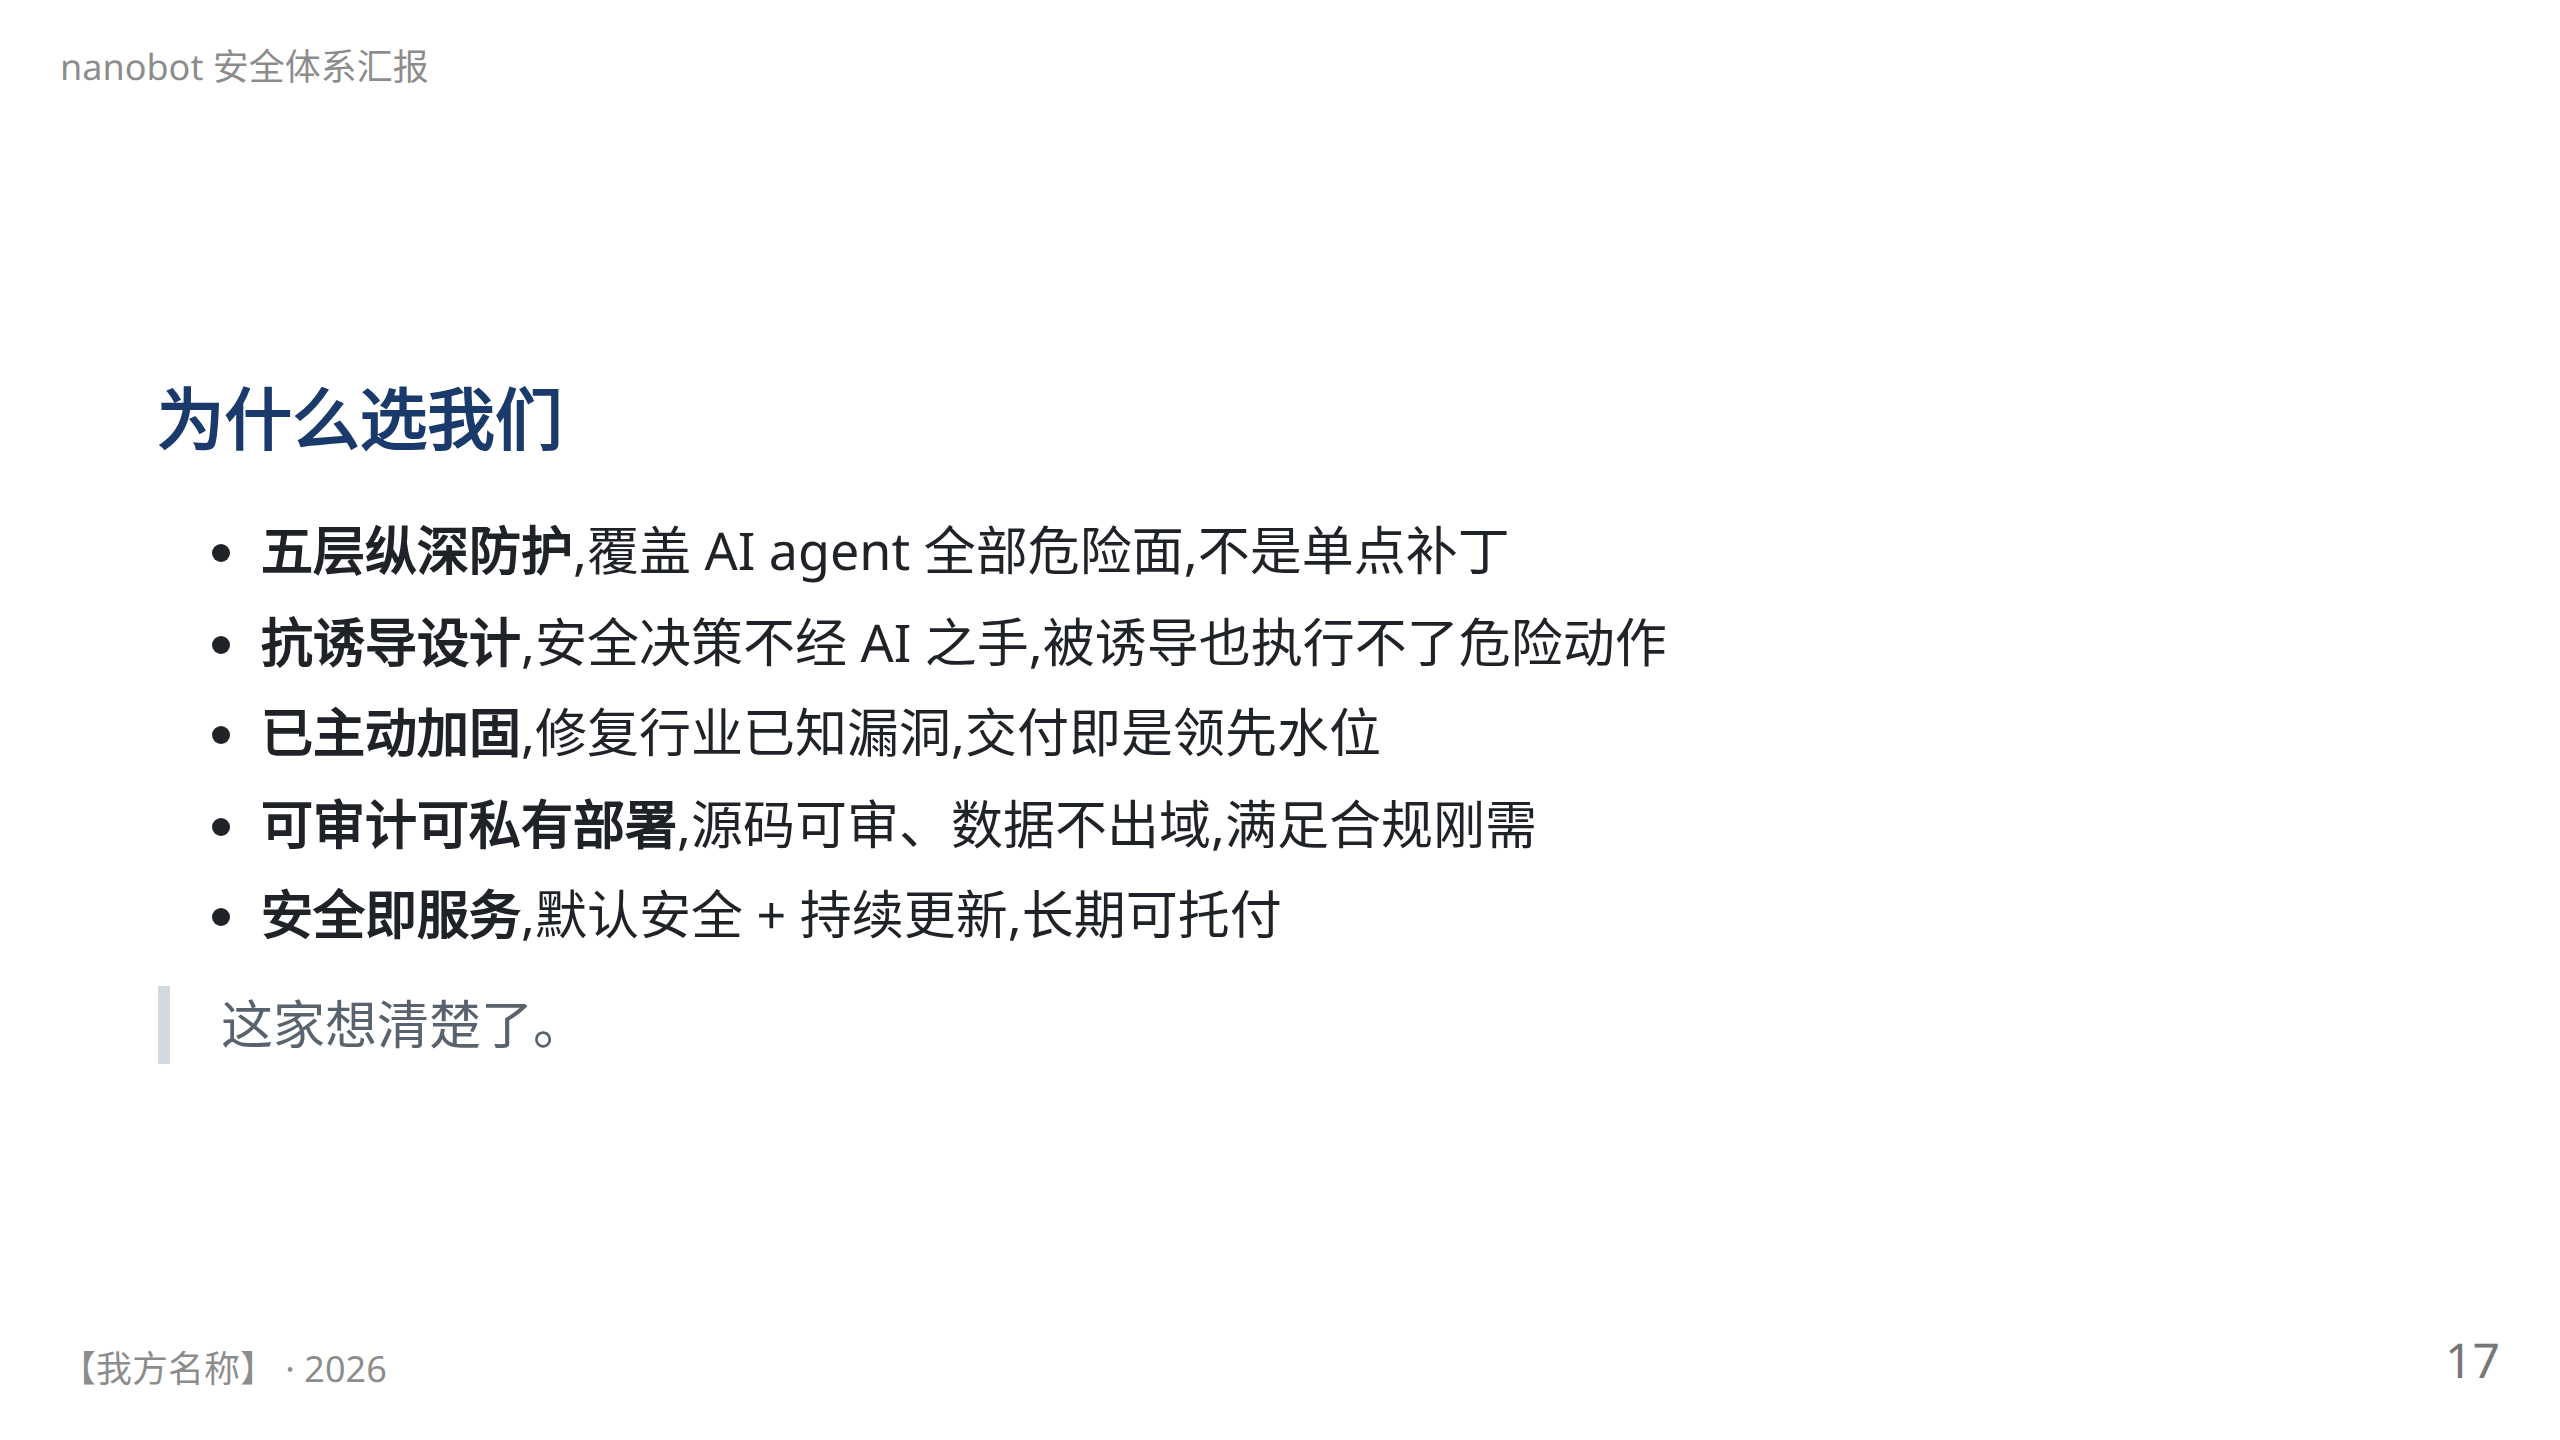 nanobot 安全体系汇报
为什么选我们
• 五层纵深防护,覆盖 AI agent 全部危险面,不是单点补丁
• 抗诱导设计,安全决策不经 AI 之手,被诱导也执行不了危险动作
• 已主动加固,修复行业已知漏洞,交付即是领先水位
• 可审计可私有部署,源码可审、数据不出域,满足合规刚需
• 安全即服务,默认安全 + 持续更新,长期可托付
这家想清楚了。
【我方名称】 · 2026
17